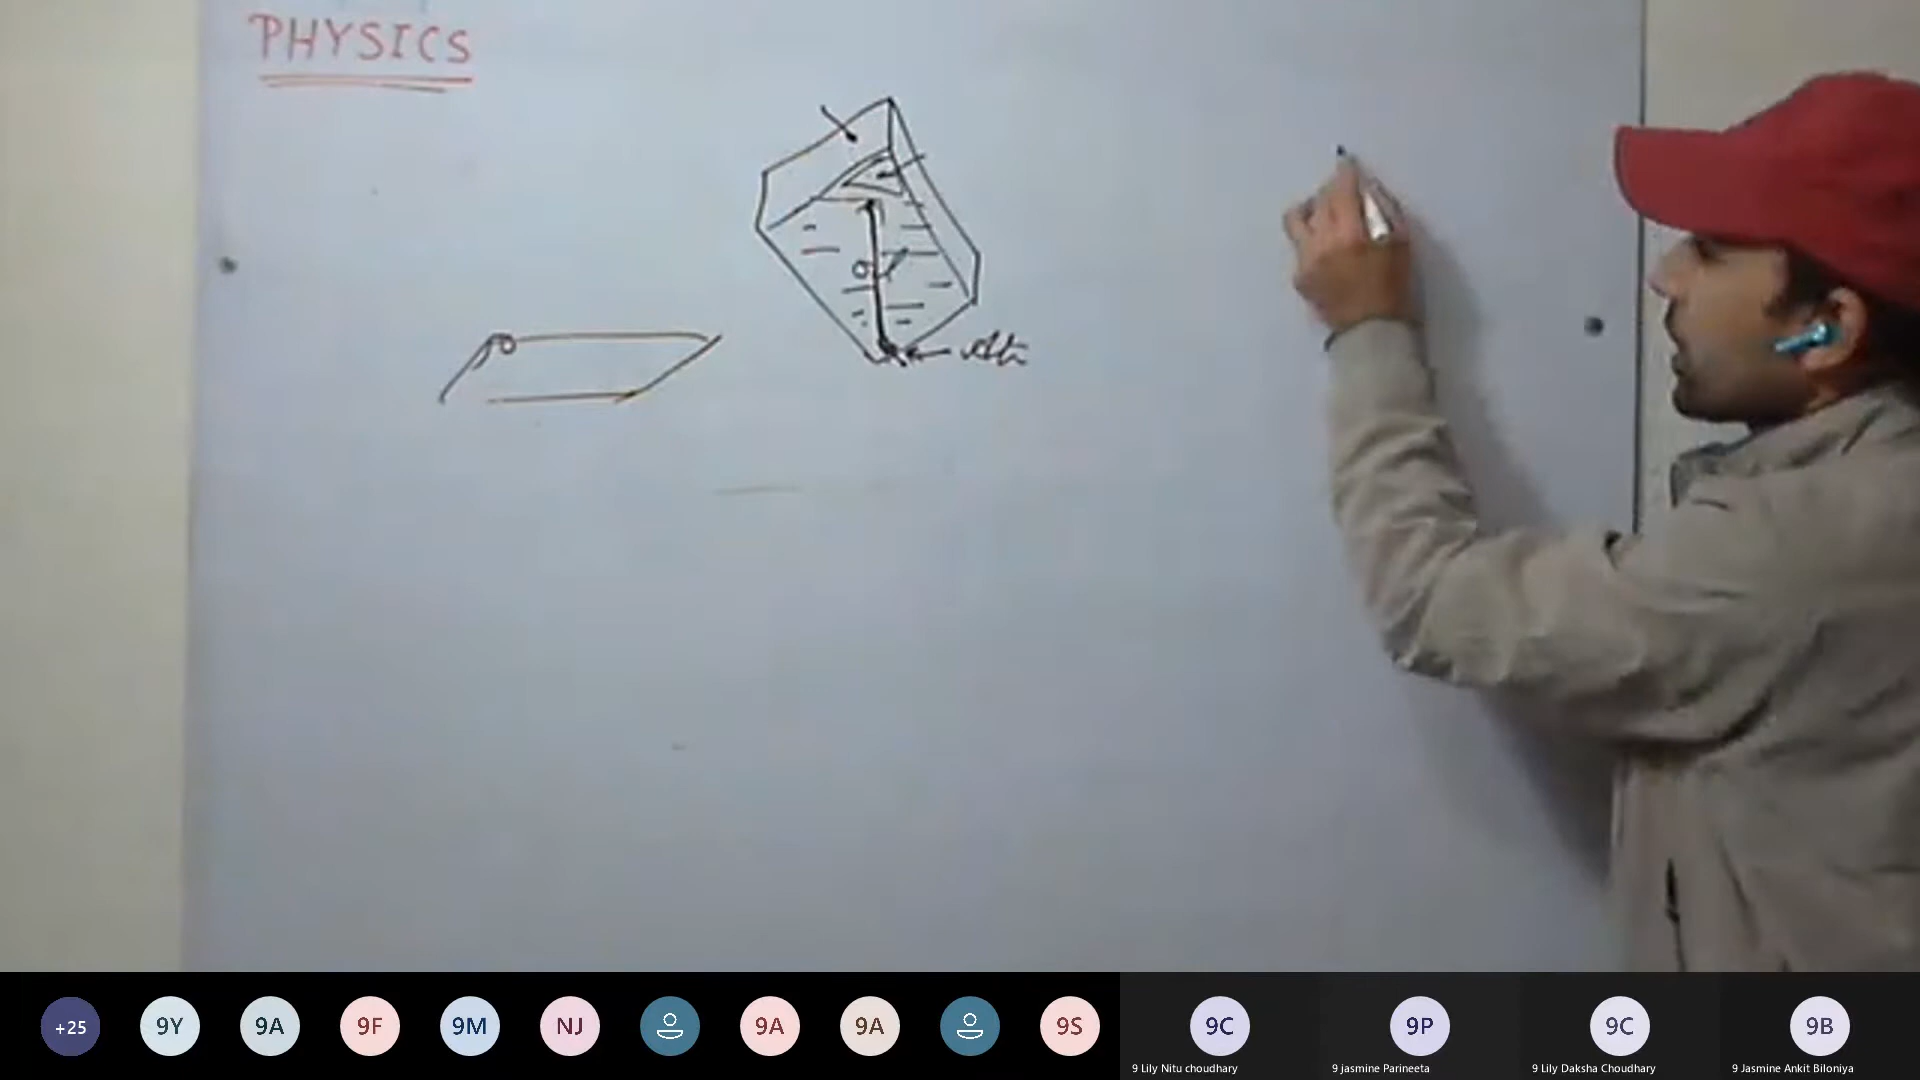 PHYSICS
oil
+25
9Y
9A
9F
9M
NJ
9A
9A
9S
9C
9P
9C
9B
9 Lily Nitu choudhary
9 jasmine Parineeta
9 Lily Daksha Choudhary
9 Jasmine Ankit Biloniya